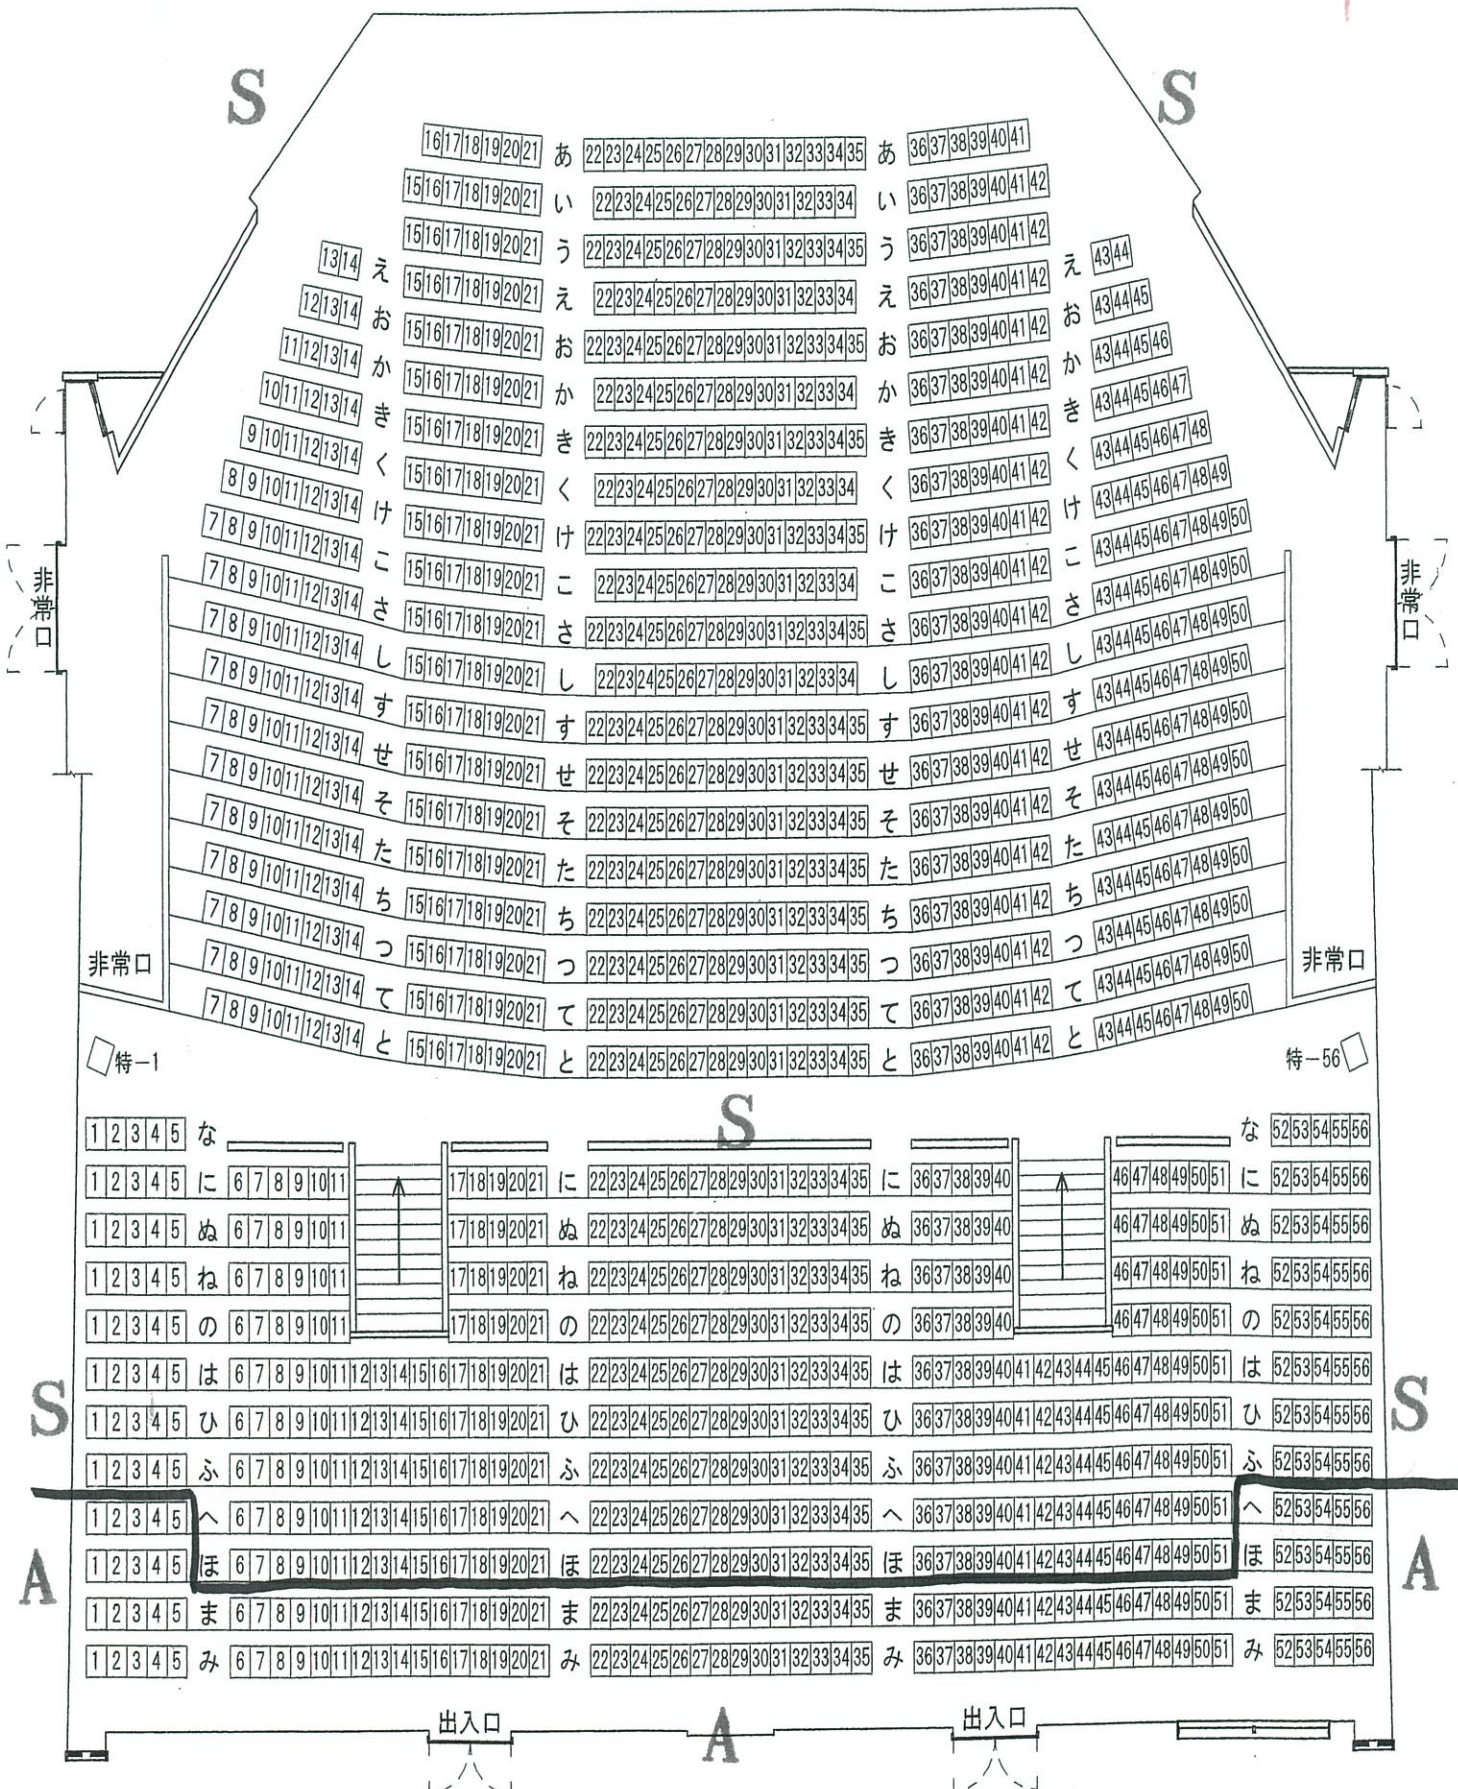 S S
16 17 18 19 20 21 あ 22 23 24 25 26 27 28 29 30 31 32 33 34 35 あ 36 37 38 39 40 41
15 16 17 18 19 20 21 い 22 23 24 25 26 27 28 29 30 31 32 33 34 い 36 37 38 39 40 41 42
15 16 17 18 19 20 21 う 22 23 24 25 26 27 28 29 30 31 32 33 34 35 う 36 37 38 39 40 41 42
13 14 え 15 16 17 18 19 20 21 え 22 23 24 25 26 27 28 29 30 31 32 33 34 え 36 37 38 39 40 41 42 え 43 44
12 13 14 お 15 16 17 18 19 20 21 お 22 23 24 25 26 27 28 29 30 31 32 33 34 35 お 36 37 38 39 40 41 42 お 43 44 45
11 12 13 14 か 15 16 17 18 19 20 21 か 22 23 24 25 26 27 28 29 30 31 32 33 34 か 36 37 38 39 40 41 42 か 43 44 45 46
10 11 12 13 14 き 15 16 17 18 19 20 21 き 22 23 24 25 26 27 28 29 30 31 32 33 34 35 き 36 37 38 39 40 41 42 き 43 44 45 46 47
9 10 11 12 13 14 く 15 16 17 18 19 20 21 く 22 23 24 25 26 27 28 29 30 31 32 33 34 く 36 37 38 39 40 41 42 く 43 44 45 46 47 48
8 9 10 11 12 13 14 け 15 16 17 18 19 20 21 け 22 23 24 25 26 27 28 29 30 31 32 33 34 35 け 36 37 38 39 40 41 42 け 43 44 45 46 47 48 49
7 8 9 10 11 12 13 14 こ 15 16 17 18 19 20 21 こ 22 23 24 25 26 27 28 29 30 31 32 33 34 こ 36 37 38 39 40 41 42 こ 43 44 45 46 47 48 49 50
非常口 非常口
7 8 9 10 11 12 13 14 さ 15 16 17 18 19 20 21 さ 22 23 24 25 26 27 28 29 30 31 32 33 34 35 さ 36 37 38 39 40 41 42 さ 43 44 45 46 47 48 49 50
7 8 9 10 11 12 13 14 し 15 16 17 18 19 20 21 し 22 23 24 25 26 27 28 29 30 31 32 33 34 し 36 37 38 39 40 41 42 し 43 44 45 46 47 48 49 50
7 8 9 10 11 12 13 14 す 15 16 17 18 19 20 21 す 22 23 24 25 26 27 28 29 30 31 32 33 34 35 す 36 37 38 39 40 41 42 す 43 44 45 46 47 48 49 50
7 8 9 10 11 12 13 14 せ 15 16 17 18 19 20 21 せ 22 23 24 25 26 27 28 29 30 31 32 33 34 35 せ 36 37 38 39 40 41 42 せ 43 44 45 46 47 48 49 50
7 8 9 10 11 12 13 14 そ 15 16 17 18 19 20 21 そ 22 23 24 25 26 27 28 29 30 31 32 33 34 35 そ 36 37 38 39 40 41 42 そ 43 44 45 46 47 48 49 50
7 8 9 10 11 12 13 14 た 15 16 17 18 19 20 21 た 22 23 24 25 26 27 28 29 30 31 32 33 34 35 た 36 37 38 39 40 41 42 た 43 44 45 46 47 48 49 50
7 8 9 10 11 12 13 14 ち 15 16 17 18 19 20 21 ち 22 23 24 25 26 27 28 29 30 31 32 33 34 35 ち 36 37 38 39 40 41 42 ち 43 44 45 46 47 48 49 50
7 8 9 10 11 12 13 14 つ 15 16 17 18 19 20 21 つ 22 23 24 25 26 27 28 29 30 31 32 33 34 35 つ 36 37 38 39 40 41 42 つ 43 44 45 46 47 48 49 50
非常口 非常口
7 8 9 10 11 12 13 14 て 15 16 17 18 19 20 21 て 22 23 24 25 26 27 28 29 30 31 32 33 34 35 て 36 37 38 39 40 41 42 て 43 44 45 46 47 48 49 50
7 8 9 10 11 12 13 14 と 15 16 17 18 19 20 21 と 22 23 24 25 26 27 28 29 30 31 32 33 34 35 と 36 37 38 39 40 41 42 と 43 44 45 46 47 48 49 50
特-1 特-56
S
1 2 3 4 5 な な 52 53 54 55 56
1 2 3 4 5 に 6 7 8 9 10 11 17 18 19 20 21 に 22 23 24 25 26 27 28 29 30 31 32 33 34 35 に 36 37 38 39 40 46 47 48 49 50 51 に 52 53 54 55 56
1 2 3 4 5 ぬ 6 7 8 9 10 11 17 18 19 20 21 ぬ 22 23 24 25 26 27 28 29 30 31 32 33 34 35 ぬ 36 37 38 39 40 46 47 48 49 50 51 ぬ 52 53 54 55 56
1 2 3 4 5 ね 6 7 8 9 10 11 17 18 19 20 21 ね 22 23 24 25 26 27 28 29 30 31 32 33 34 35 ね 36 37 38 39 40 46 47 48 49 50 51 ね 52 53 54 55 56
1 2 3 4 5 の 6 7 8 9 10 11 17 18 19 20 21 の 22 23 24 25 26 27 28 29 30 31 32 33 34 35 の 36 37 38 39 40 46 47 48 49 50 51 の 52 53 54 55 56
1 2 3 4 5 は 6 7 8 9 10 11 12 13 14 15 16 17 18 19 20 21 は 22 23 24 25 26 27 28 29 30 31 32 33 34 35 は 36 37 38 39 40 41 42 43 44 45 46 47 48 49 50 51 は 52 53 54 55 56
S S
1 2 3 4 5 ひ 6 7 8 9 10 11 12 13 14 15 16 17 18 19 20 21 ひ 22 23 24 25 26 27 28 29 30 31 32 33 34 35 ひ 36 37 38 39 40 41 42 43 44 45 46 47 48 49 50 51 ひ 52 53 54 55 56
1 2 3 4 5 ふ 6 7 8 9 10 11 12 13 14 15 16 17 18 19 20 21 ふ 22 23 24 25 26 27 28 29 30 31 32 33 34 35 ふ 36 37 38 39 40 41 42 43 44 45 46 47 48 49 50 51 ふ 52 53 54 55 56
1 2 3 4 5 へ 6 7 8 9 10 11 12 13 14 15 16 17 18 19 20 21 へ 22 23 24 25 26 27 28 29 30 31 32 33 34 35 へ 36 37 38 39 40 41 42 43 44 45 46 47 48 49 50 51 へ 52 53 54 55 56
1 2 3 4 5 ほ 6 7 8 9 10 11 12 13 14 15 16 17 18 19 20 21 ほ 22 23 24 25 26 27 28 29 30 31 32 33 34 35 ほ 36 37 38 39 40 41 42 43 44 45 46 47 48 49 50 51 ほ 52 53 54 55 56
A A
1 2 3 4 5 ま 6 7 8 9 10 11 12 13 14 15 16 17 18 19 20 21 ま 22 23 24 25 26 27 28 29 30 31 32 33 34 35 ま 36 37 38 39 40 41 42 43 44 45 46 47 48 49 50 51 ま 52 53 54 55 56
1 2 3 4 5 み 6 7 8 9 10 11 12 13 14 15 16 17 18 19 20 21 み 22 23 24 25 26 27 28 29 30 31 32 33 34 35 み 36 37 38 39 40 41 42 43 44 45 46 47 48 49 50 51 み 52 53 54 55 56
出入口 出入口
A